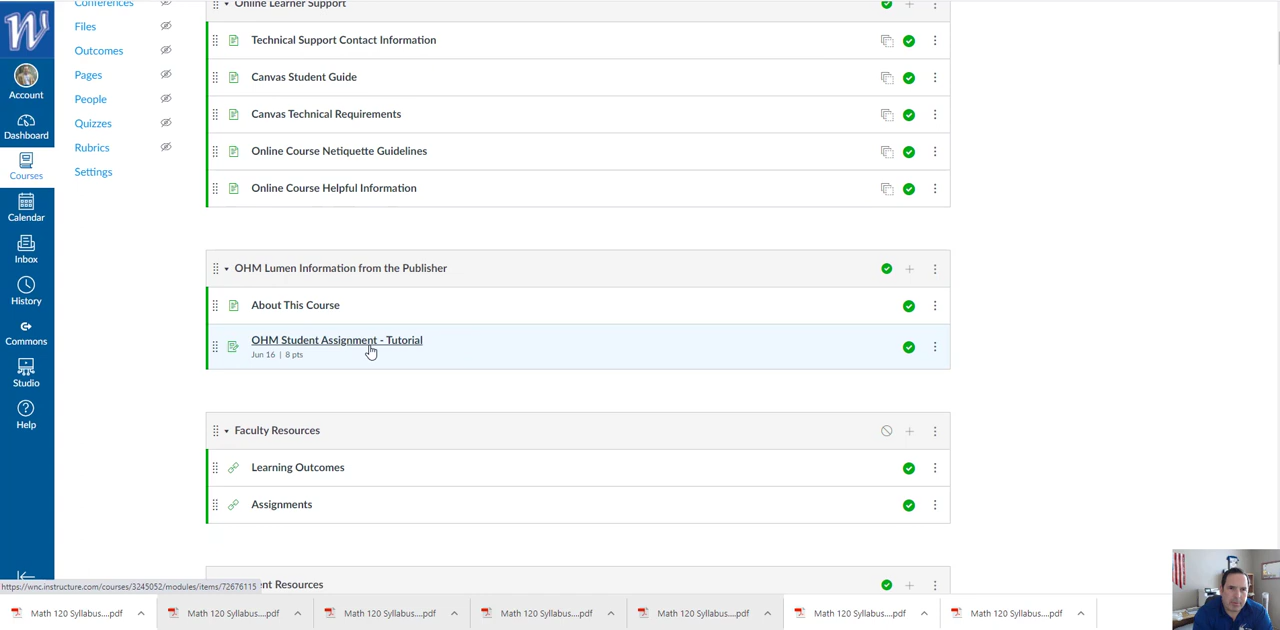 Conferences
Files
Outcomes
Pages
People
Quizzes
Rubrics
Settings
W
Account
Dashboard
Courses
Calendar
Inbox
History
Commons
Studio
Help
Online Learner Support
Technical Support Contact Information
Canvas Student Guide
Canvas Technical Requirements
Online Course Netiquette Guidelines
Online Course Helpful Information
OHM Lumen Information from the Publisher
About This Course
OHM Student Assignment - Tutorial
Jun 16 | 8 pts
Faculty Resources
Learning Outcomes
Assignments
ent Resources
https://wnc.instructure.com/courses/3245052/modules/items/72676115
Math 120 Syllabus....pdf
Math 120 Syllabus....pdf
Math 120 Syllabus....pdf
Math 120 Syllabus....pdf
Math 120 Syllabus....pdf
Math 120 Syllabus....pdf
Math 120 Syllabus....pdf